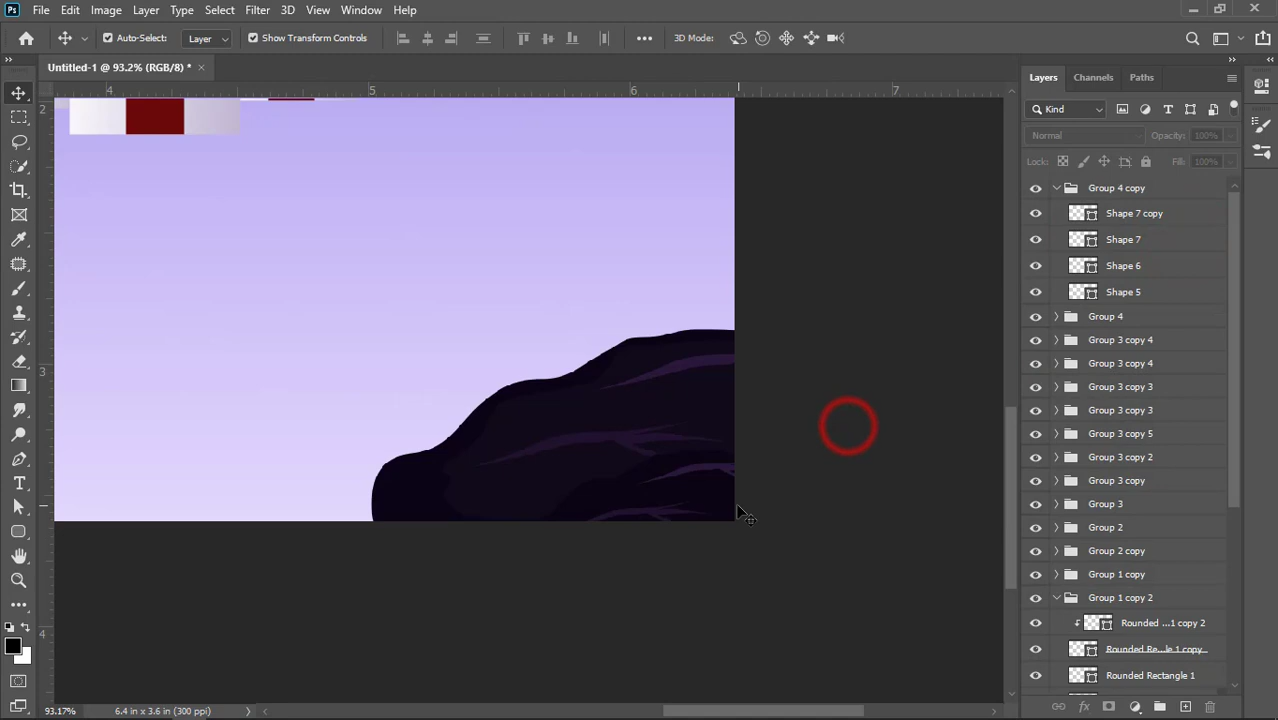 Ps File Edit Image Layer Type Select Filter 3D View Window Help
Auto-Select: Layer Show Transform Controls 3D Mode:
Untitled-1 @ 93.2% (RGB/8) *
4 5 6 7
2
3
4
Layers Channels Paths
Kind
Normal Opacity: 100%
Lock: Fill: 100%
Group 4 copy
Shape 7 copy
Shape 7
Shape 6
Shape 5
Group 4
Group 3 copy 4
Group 3 copy 4
Group 3 copy 3
Group 3 copy 3
Group 3 copy 5
Group 3 copy 2
Group 3 copy
Group 3
Group 2
Group 2 copy
Group 1 copy
Group 1 copy 2
Rounded ...1 copy 2
Rounded Re...le 1 copy
Rounded Rectangle 1
93.17% 6.4 in x 3.6 in (300 ppi)